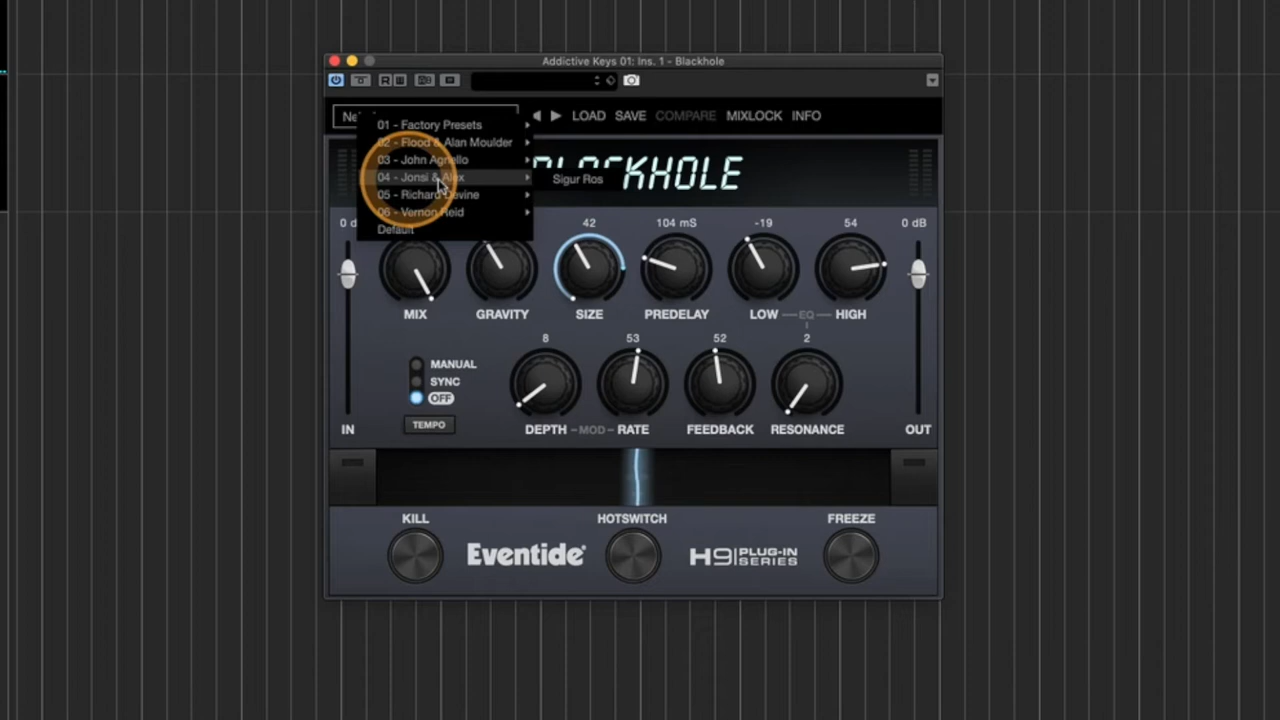 Addictive Keys 01: Ins. 1 - Blackhole
R W
LOAD SAVE COMPARE MIXLOCK INFO
01 - Factory Presets
02 - Flood & Alan Moulder
03 - John Agnello
04 - Jonsi & Alex
Sigur Ros
05 - Richard Devine
06 - Vernon Reid
Default
BLACKHOLE
42 104 mS -19 54 0 dB
MIX GRAVITY SIZE PREDELAY LOW EQ HIGH
8 53 52 2
MANUAL
SYNC
OFF
TEMPO
IN DEPTH MOD RATE FEEDBACK RESONANCE OUT
KILL HOTSWITCH FREEZE
Eventide® H9 PLUG-IN SERIES